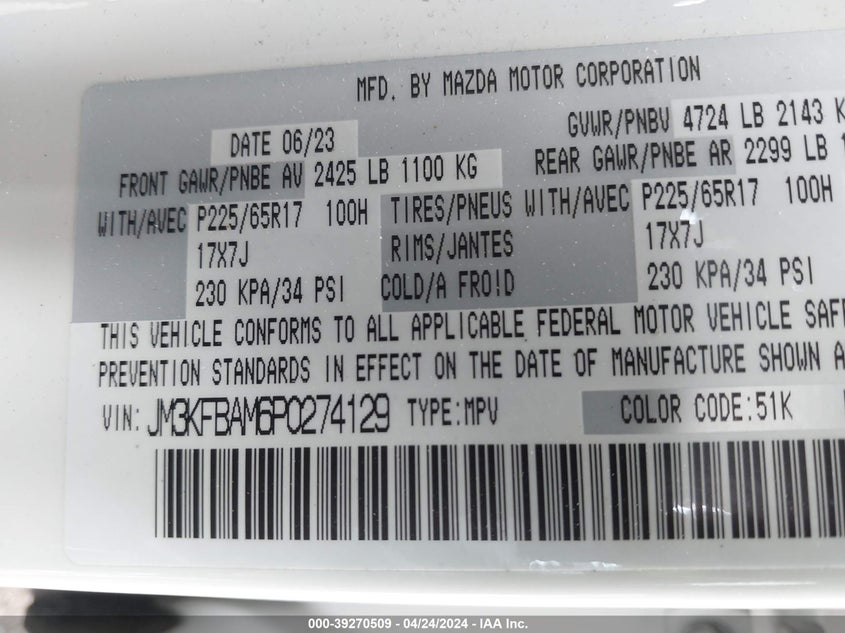 MFD. BY MAZDA MOTOR CORPORATION
DATE 06/23 GVWR/PNBV 4724 LB 2143 K
FRONT GAWR/PNBE AV 2425 LB 1100 KG REAR GAWR/PNBE AR 2299 LB 1
WITH/AVEC P225/65R17 100H TIRES/PNEUS WITH/AVEC P225/65R17 100H
17X7J RIMS/JANTES 17X7J
230 KPA/34 PSI COLD/A FROID 230 KPA/34 PSI
THIS VEHICLE CONFORMS TO ALL APPLICABLE FEDERAL MOTOR VEHICLE SAFE
PREVENTION STANDARDS IN EFFECT ON THE DATE OF MANUFACTURE SHOWN A
VIN: JM3KFBAM6P0274129 TYPE:MPV COLOR CODE:51K
000-39270509 - 04/24/2024 - IAA Inc.